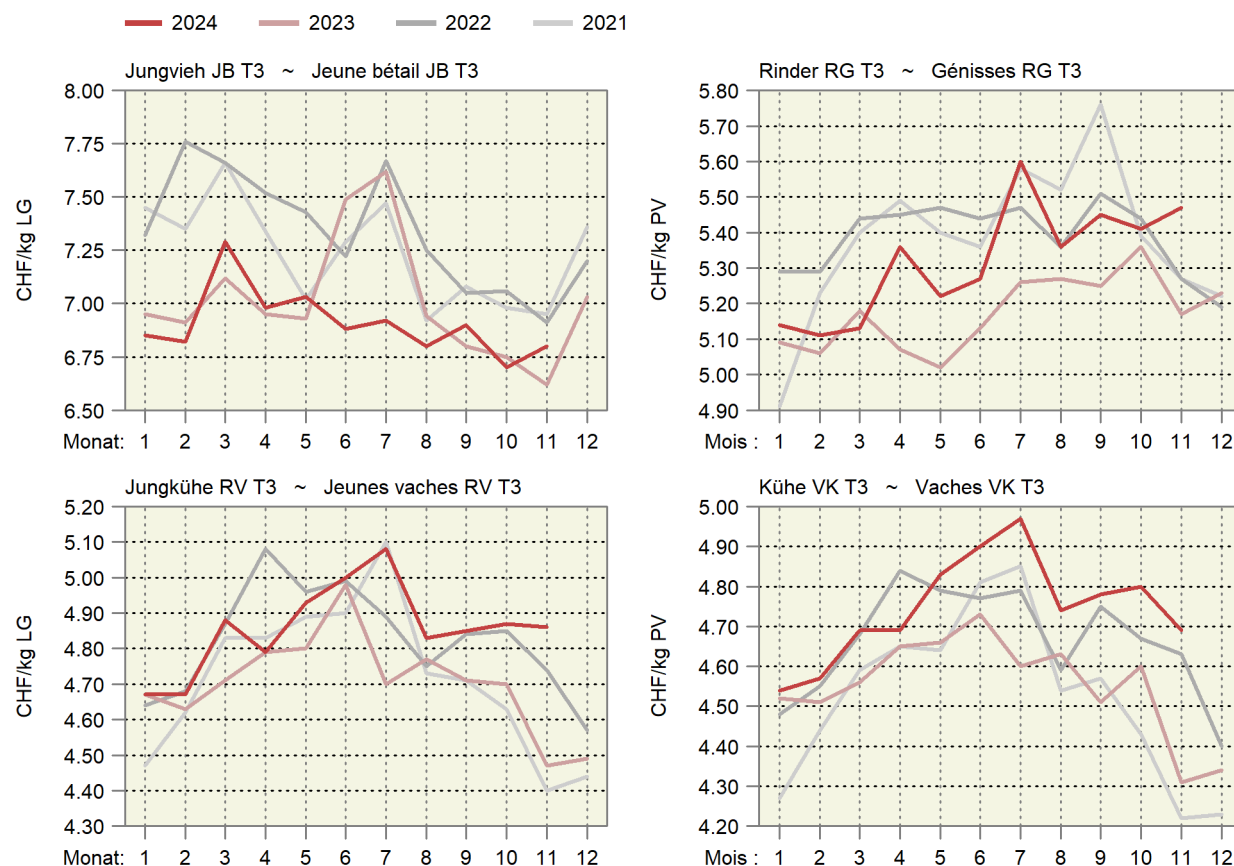 2024 2023 2022 2021
Jungvieh JB T3 ~ Jeune bétail JB T3
CHF/kg LG
8.00
7.75
7.50
7.25
7.00
6.75
6.50
Monat: 1 2 3 4 5 6 7 8 9 10 11 12
Rinder RG T3 ~ Génisses RG T3
CHF/kg PV
5.80
5.70
5.60
5.50
5.40
5.30
5.20
5.10
5.00
4.90
Mois : 1 2 3 4 5 6 7 8 9 10 11 12
Jungkühe RV T3 ~ Jeunes vaches RV T3
CHF/kg LG
5.20
5.10
5.00
4.90
4.80
4.70
4.60
4.50
4.40
4.30
Monat: 1 2 3 4 5 6 7 8 9 10 11 12
Kühe VK T3 ~ Vaches VK T3
CHF/kg PV
5.00
4.90
4.80
4.70
4.60
4.50
4.40
4.30
4.20
Mois : 1 2 3 4 5 6 7 8 9 10 11 12